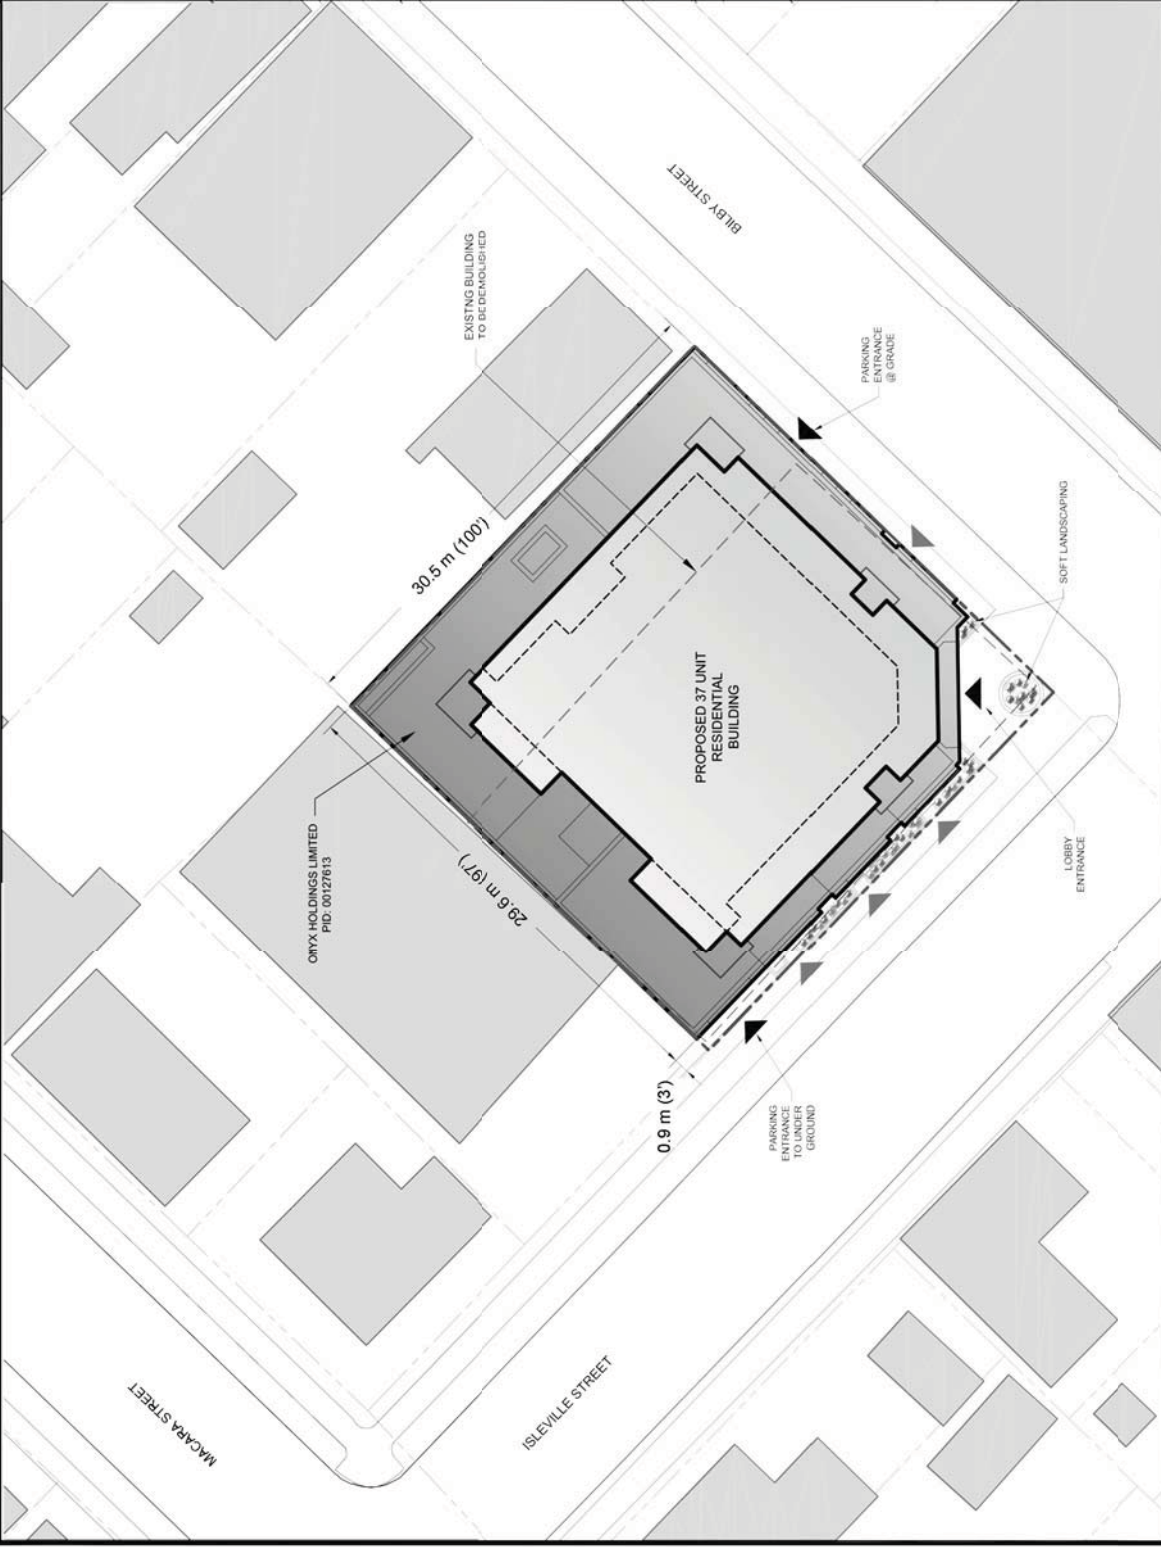 BILBY STREET
EXISTNG BUILDING
TO DEDEMOLISHED
PARKING
ENTRANCE
@ GRADE
30.5 m (100')
SOFT LANDSCAPING
PROPOSED 37 UNIT
RESIDENTIAL
BUILDING
ONYX HOLDINGS LIMITED
PID: 00127613
29.6 m (97')
LOBBY
ENTRANCE
0.9 m (3')
PARKING
ENTRANCE
TO UNDER
GROUND
MACARA STREET
ISLEVILLE STREET